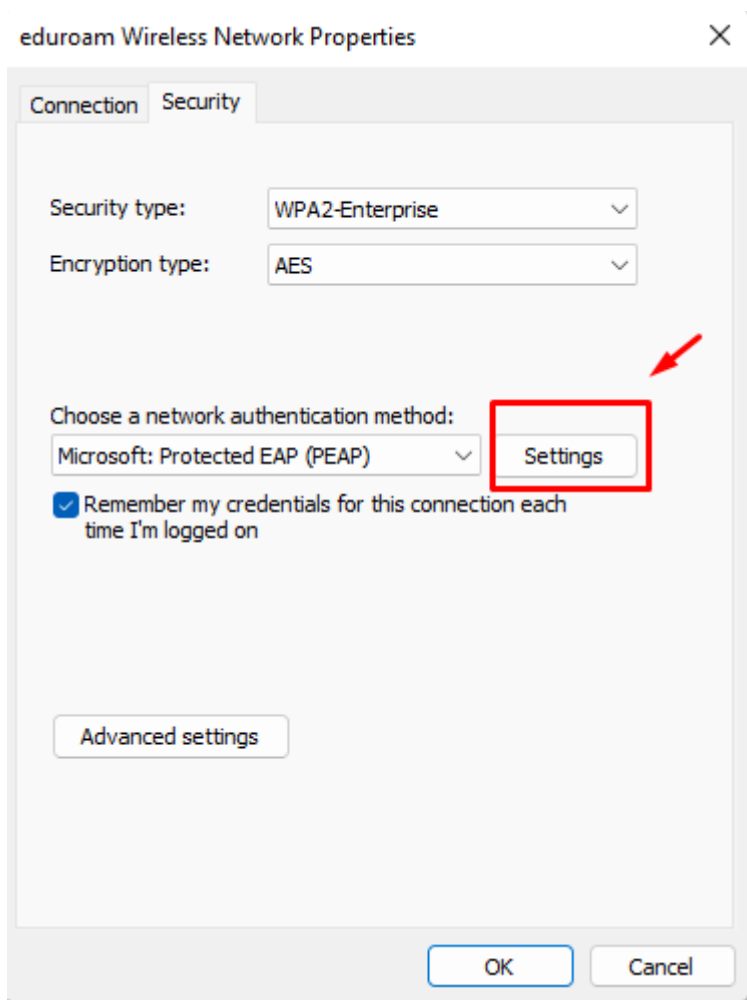 eduroam Wireless Network Properties
Connection Security
Security type: WPA2-Enterprise
Encryption type: AES
Choose a network authentication method:
Microsoft: Protected EAP (PEAP) Settings
Remember my credentials for this connection each
time I'm logged on
Advanced settings
OK Cancel